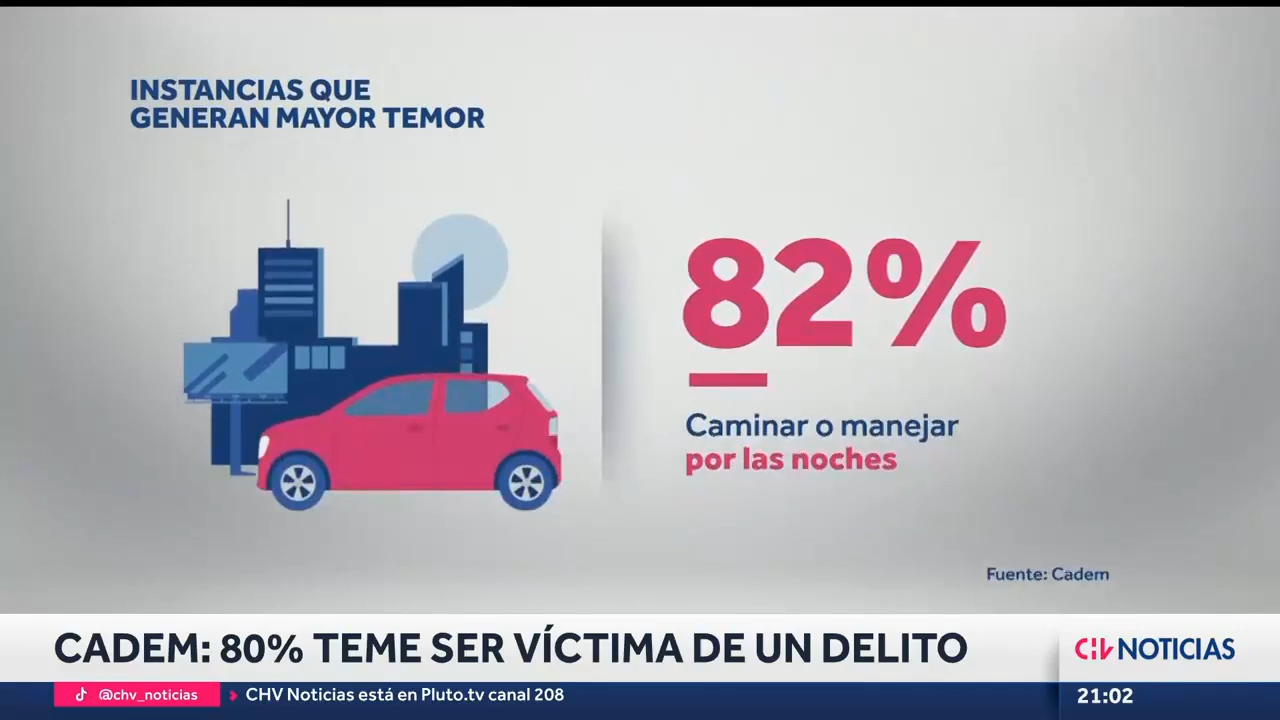 INSTANCIAS QUE
GENERAN MAYOR TEMOR
82%
Caminar o manejar
por las noches
Fuente: Cadem
CADEM: 80% TEME SER VÍCTIMA DE UN DELITO
CHV NOTICIAS
@chv_noticias
CHV Noticias está en Pluto.tv canal 208
21:02